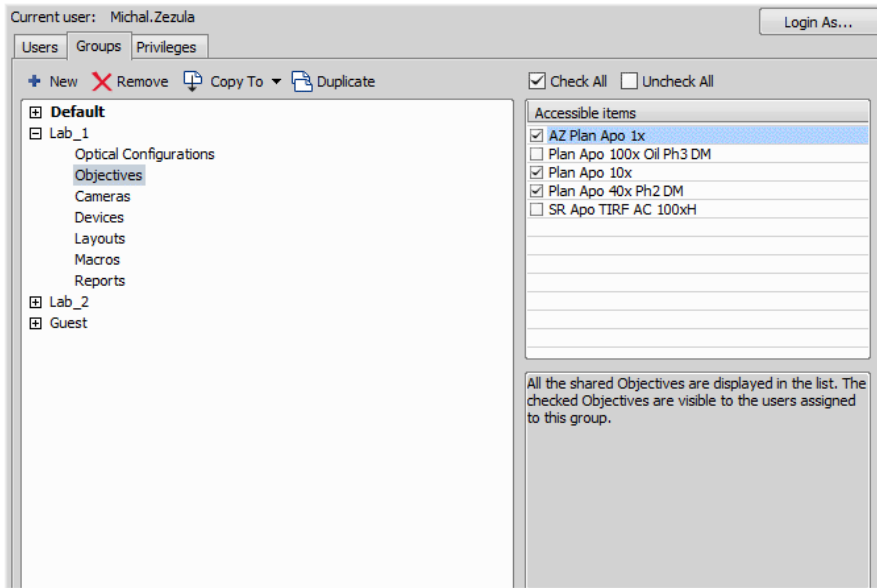 Current user: Michal.Zezula
Login As...
Users Groups Privileges
New Remove Copy To Duplicate
Check All Uncheck All
Default
Lab_1
Optical Configurations
Objectives
Cameras
Devices
Layouts
Macros
Reports
Lab_2
Guest
Accessible items
AZ Plan Apo 1x
Plan Apo 100x Oil Ph3 DM
Plan Apo 10x
Plan Apo 40x Ph2 DM
SR Apo TIRF AC 100xH
All the shared Objectives are displayed in the list. The
checked Objectives are visible to the users assigned
to this group.